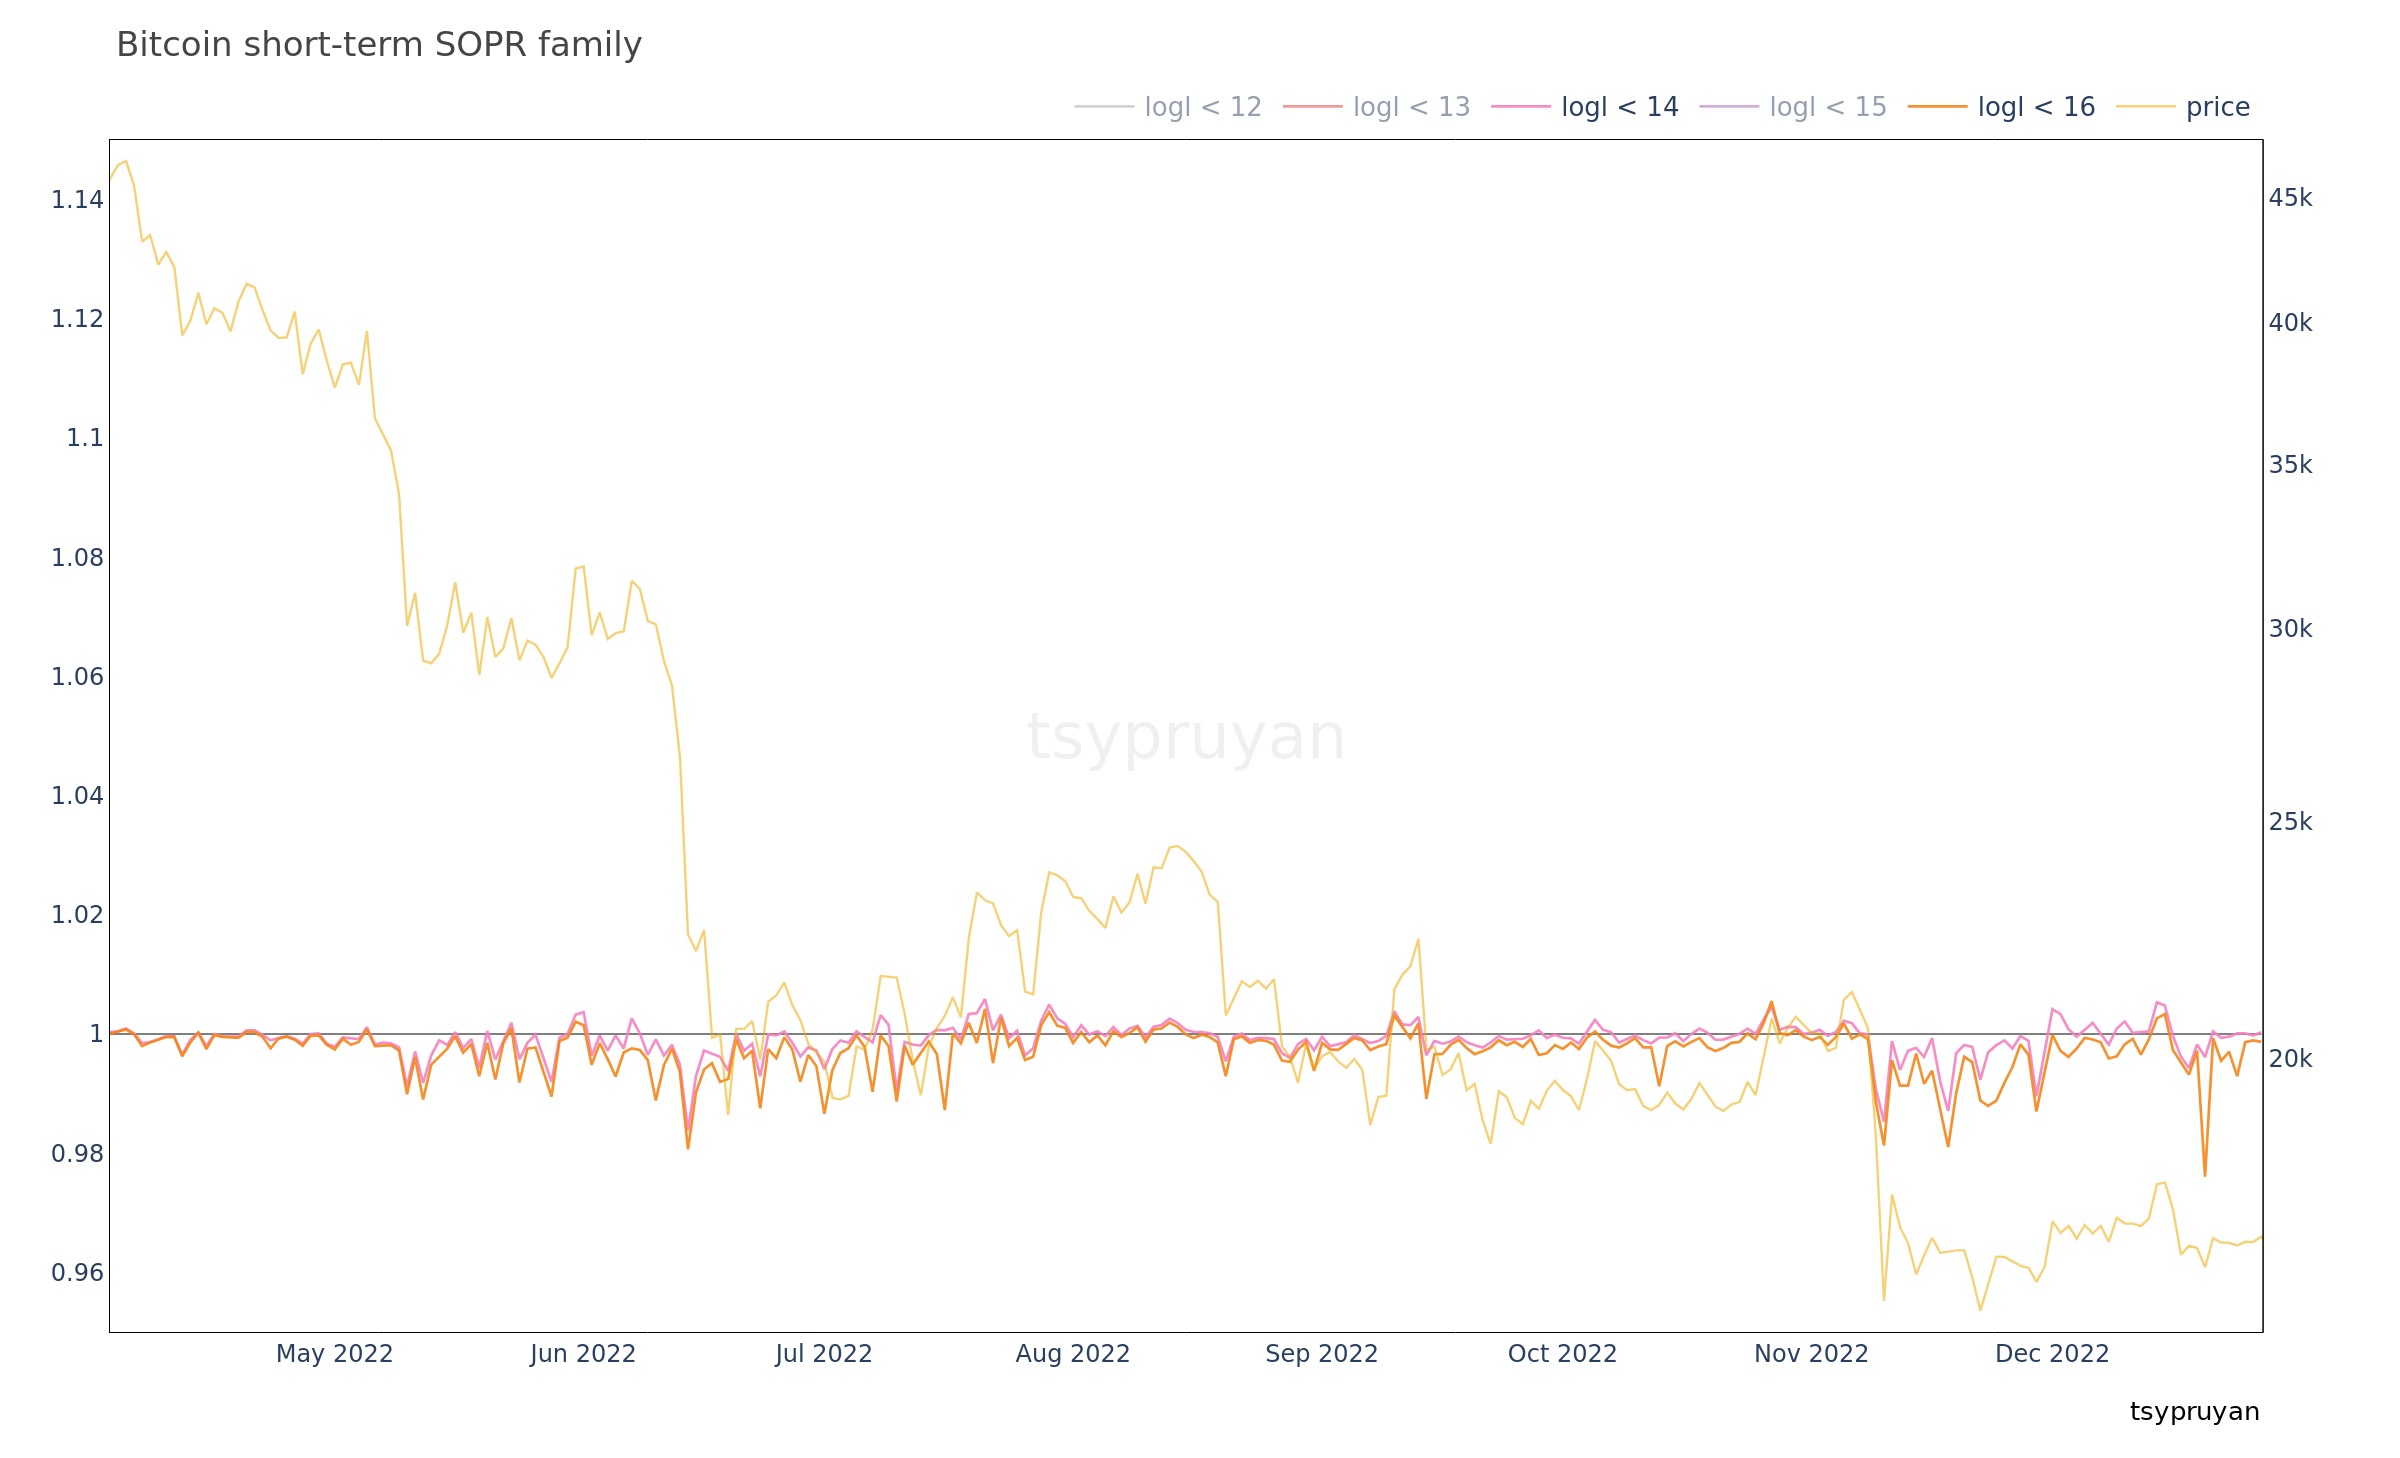 Bitcoin short-term SOPR family
logl < 12 logl < 13 logl < 14 logl < 15 logl < 16 price
1.14 45k
1.12 40k
1.1 35k
1.08 30k
1.06
1.04 25k
tsypruyan
1.02
1 20k
0.98
0.96
May 2022 Jun 2022 Jul 2022 Aug 2022 Sep 2022 Oct 2022 Nov 2022 Dec 2022
tsypruyan